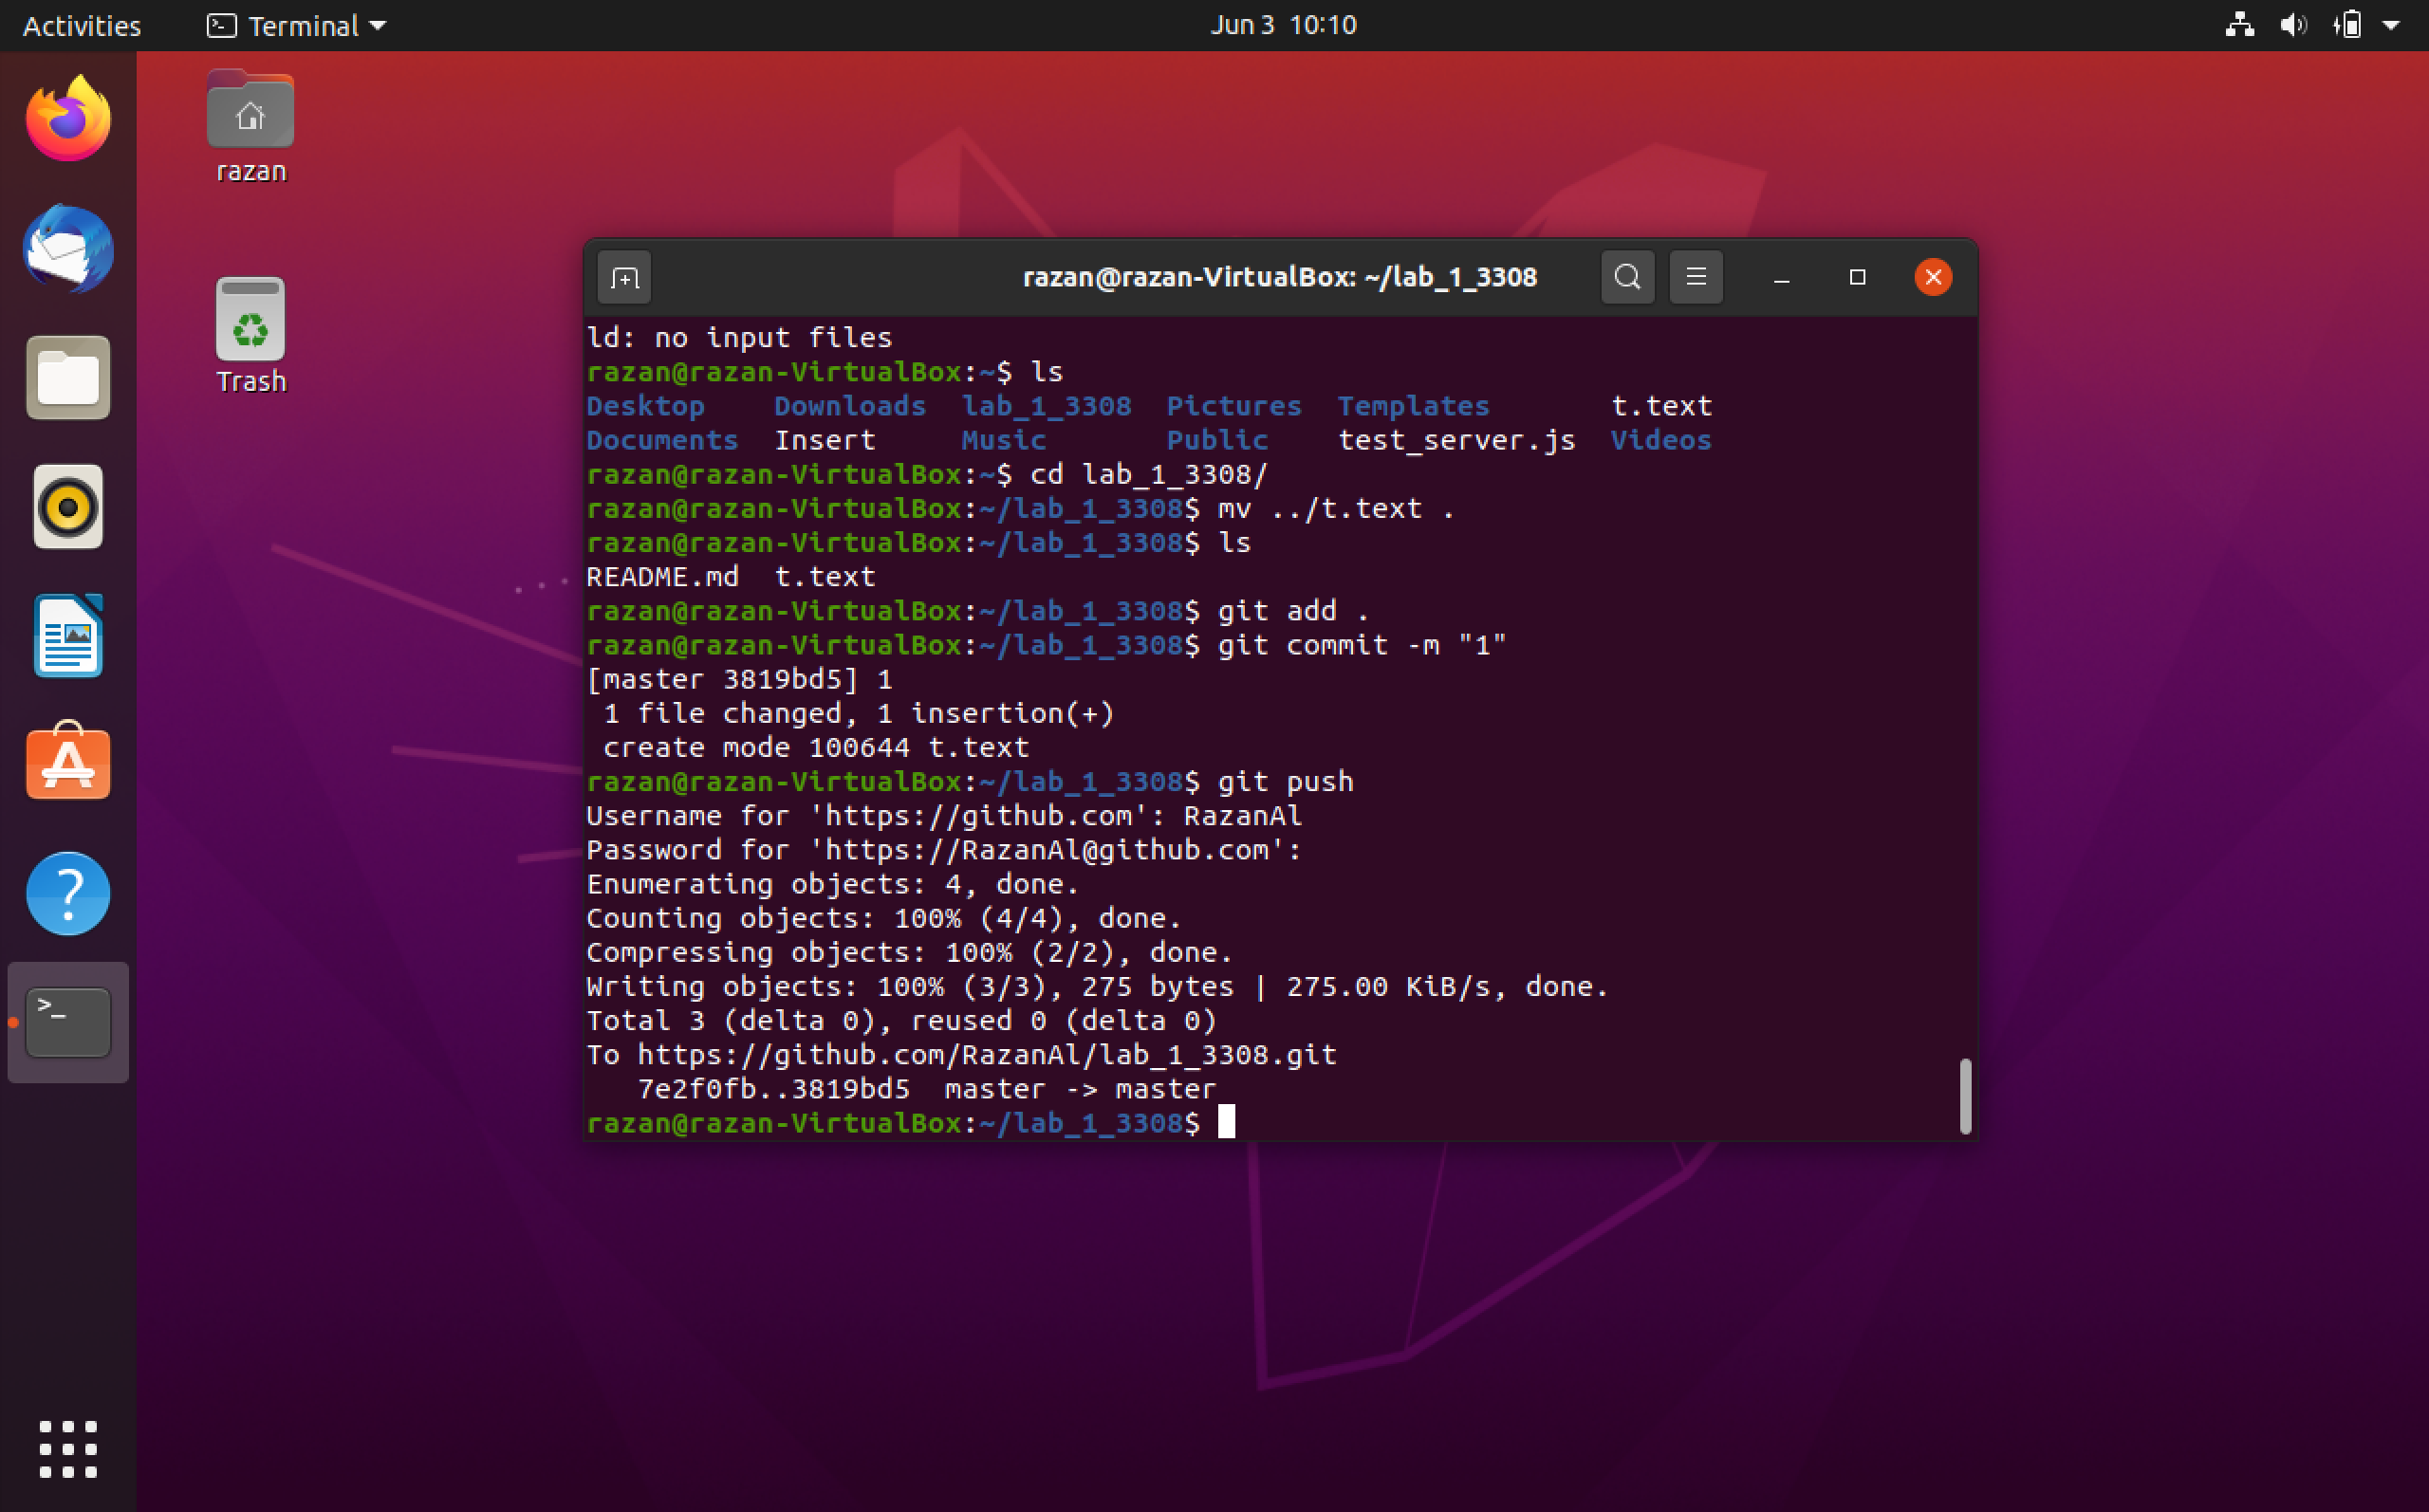 Activities Terminal Jun 3 10:10
razan
Trash
razan@razan-VirtualBox: ~/lab_1_3308
ld: no input files
razan@razan-VirtualBox:~$ ls
Desktop Downloads lab_1_3308 Pictures Templates t.text
Documents Insert Music Public test_server.js Videos
razan@razan-VirtualBox:~$ cd lab_1_3308/
razan@razan-VirtualBox:~/lab_1_3308$ mv ../t.text .
razan@razan-VirtualBox:~/lab_1_3308$ ls
README.md t.text
razan@razan-VirtualBox:~/lab_1_3308$ git add .
razan@razan-VirtualBox:~/lab_1_3308$ git commit -m "1"
[master 3819bd5] 1
 1 file changed, 1 insertion(+)
 create mode 100644 t.text
razan@razan-VirtualBox:~/lab_1_3308$ git push
Username for 'https://github.com': RazanAl
Password for 'https://RazanAl@github.com':
Enumerating objects: 4, done.
Counting objects: 100% (4/4), done.
Compressing objects: 100% (2/2), done.
Writing objects: 100% (3/3), 275 bytes | 275.00 KiB/s, done.
Total 3 (delta 0), reused 0 (delta 0)
To https://github.com/RazanAl/lab_1_3308.git
   7e2f0fb..3819bd5  master -> master
razan@razan-VirtualBox:~/lab_1_3308$